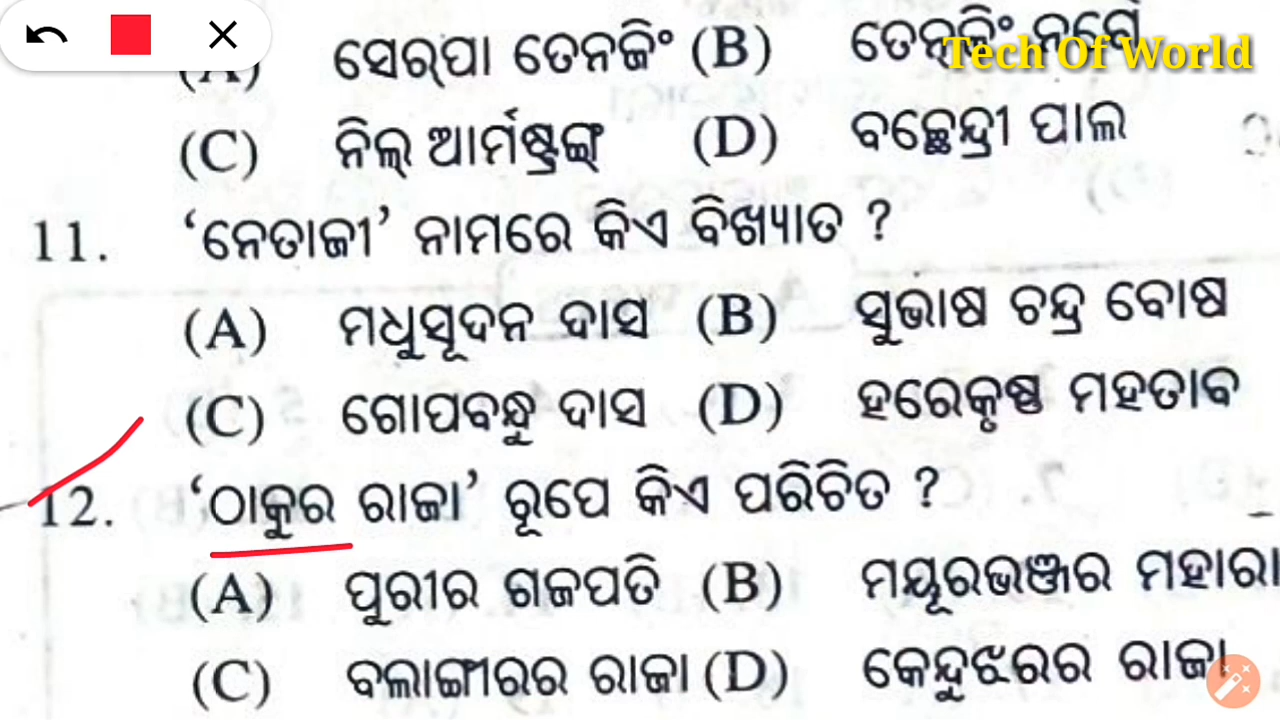 ସେର୍‌ପା ତେନଜିଂ (B) ତେନ୍‌ଜିଂ
Tech Of World
(C) ନିଲ୍ ଆର୍ମଷ୍ଟ୍ରଙ୍ଗ୍ (D) ବଚ୍ଛେନ୍ଦ୍ରୀ ପାଲ
11. ‘ନେତାଜୀ’ ନାମରେ କିଏ ବିଖ୍ୟାତ ?
(A) ମଧୁସୂଦନ ଦାସ (B) ସୁଭାଷ ଚନ୍ଦ୍ର ବୋଷ
(C) ଗୋପବନ୍ଧୁ ଦାସ (D) ହରେକୃଷ୍ଣ ମହତାବ
12. ‘ଠାକୁର ରାଜା’ ରୂପେ କିଏ ପରିଚିତ ?
(A) ପୁରୀର ଗଜପତି (B) ମୟୂରଭଞ୍ଜର ମହାରା
(C) ବଲାଙ୍ଗୀରର ରାଜା (D) କେନ୍ଦୁଝରର ରାଜା